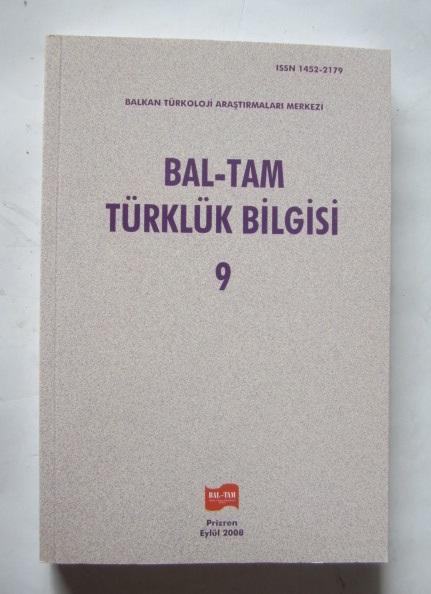 ISSN 1452-2179
BALKAN TÜRKOLOJİ ARAŞTIRMALARI MERKEZİ
BAL-TAM
TÜRKLÜK BİLGİSİ
9
BAL-TAM
Prizren
Eylül 2008